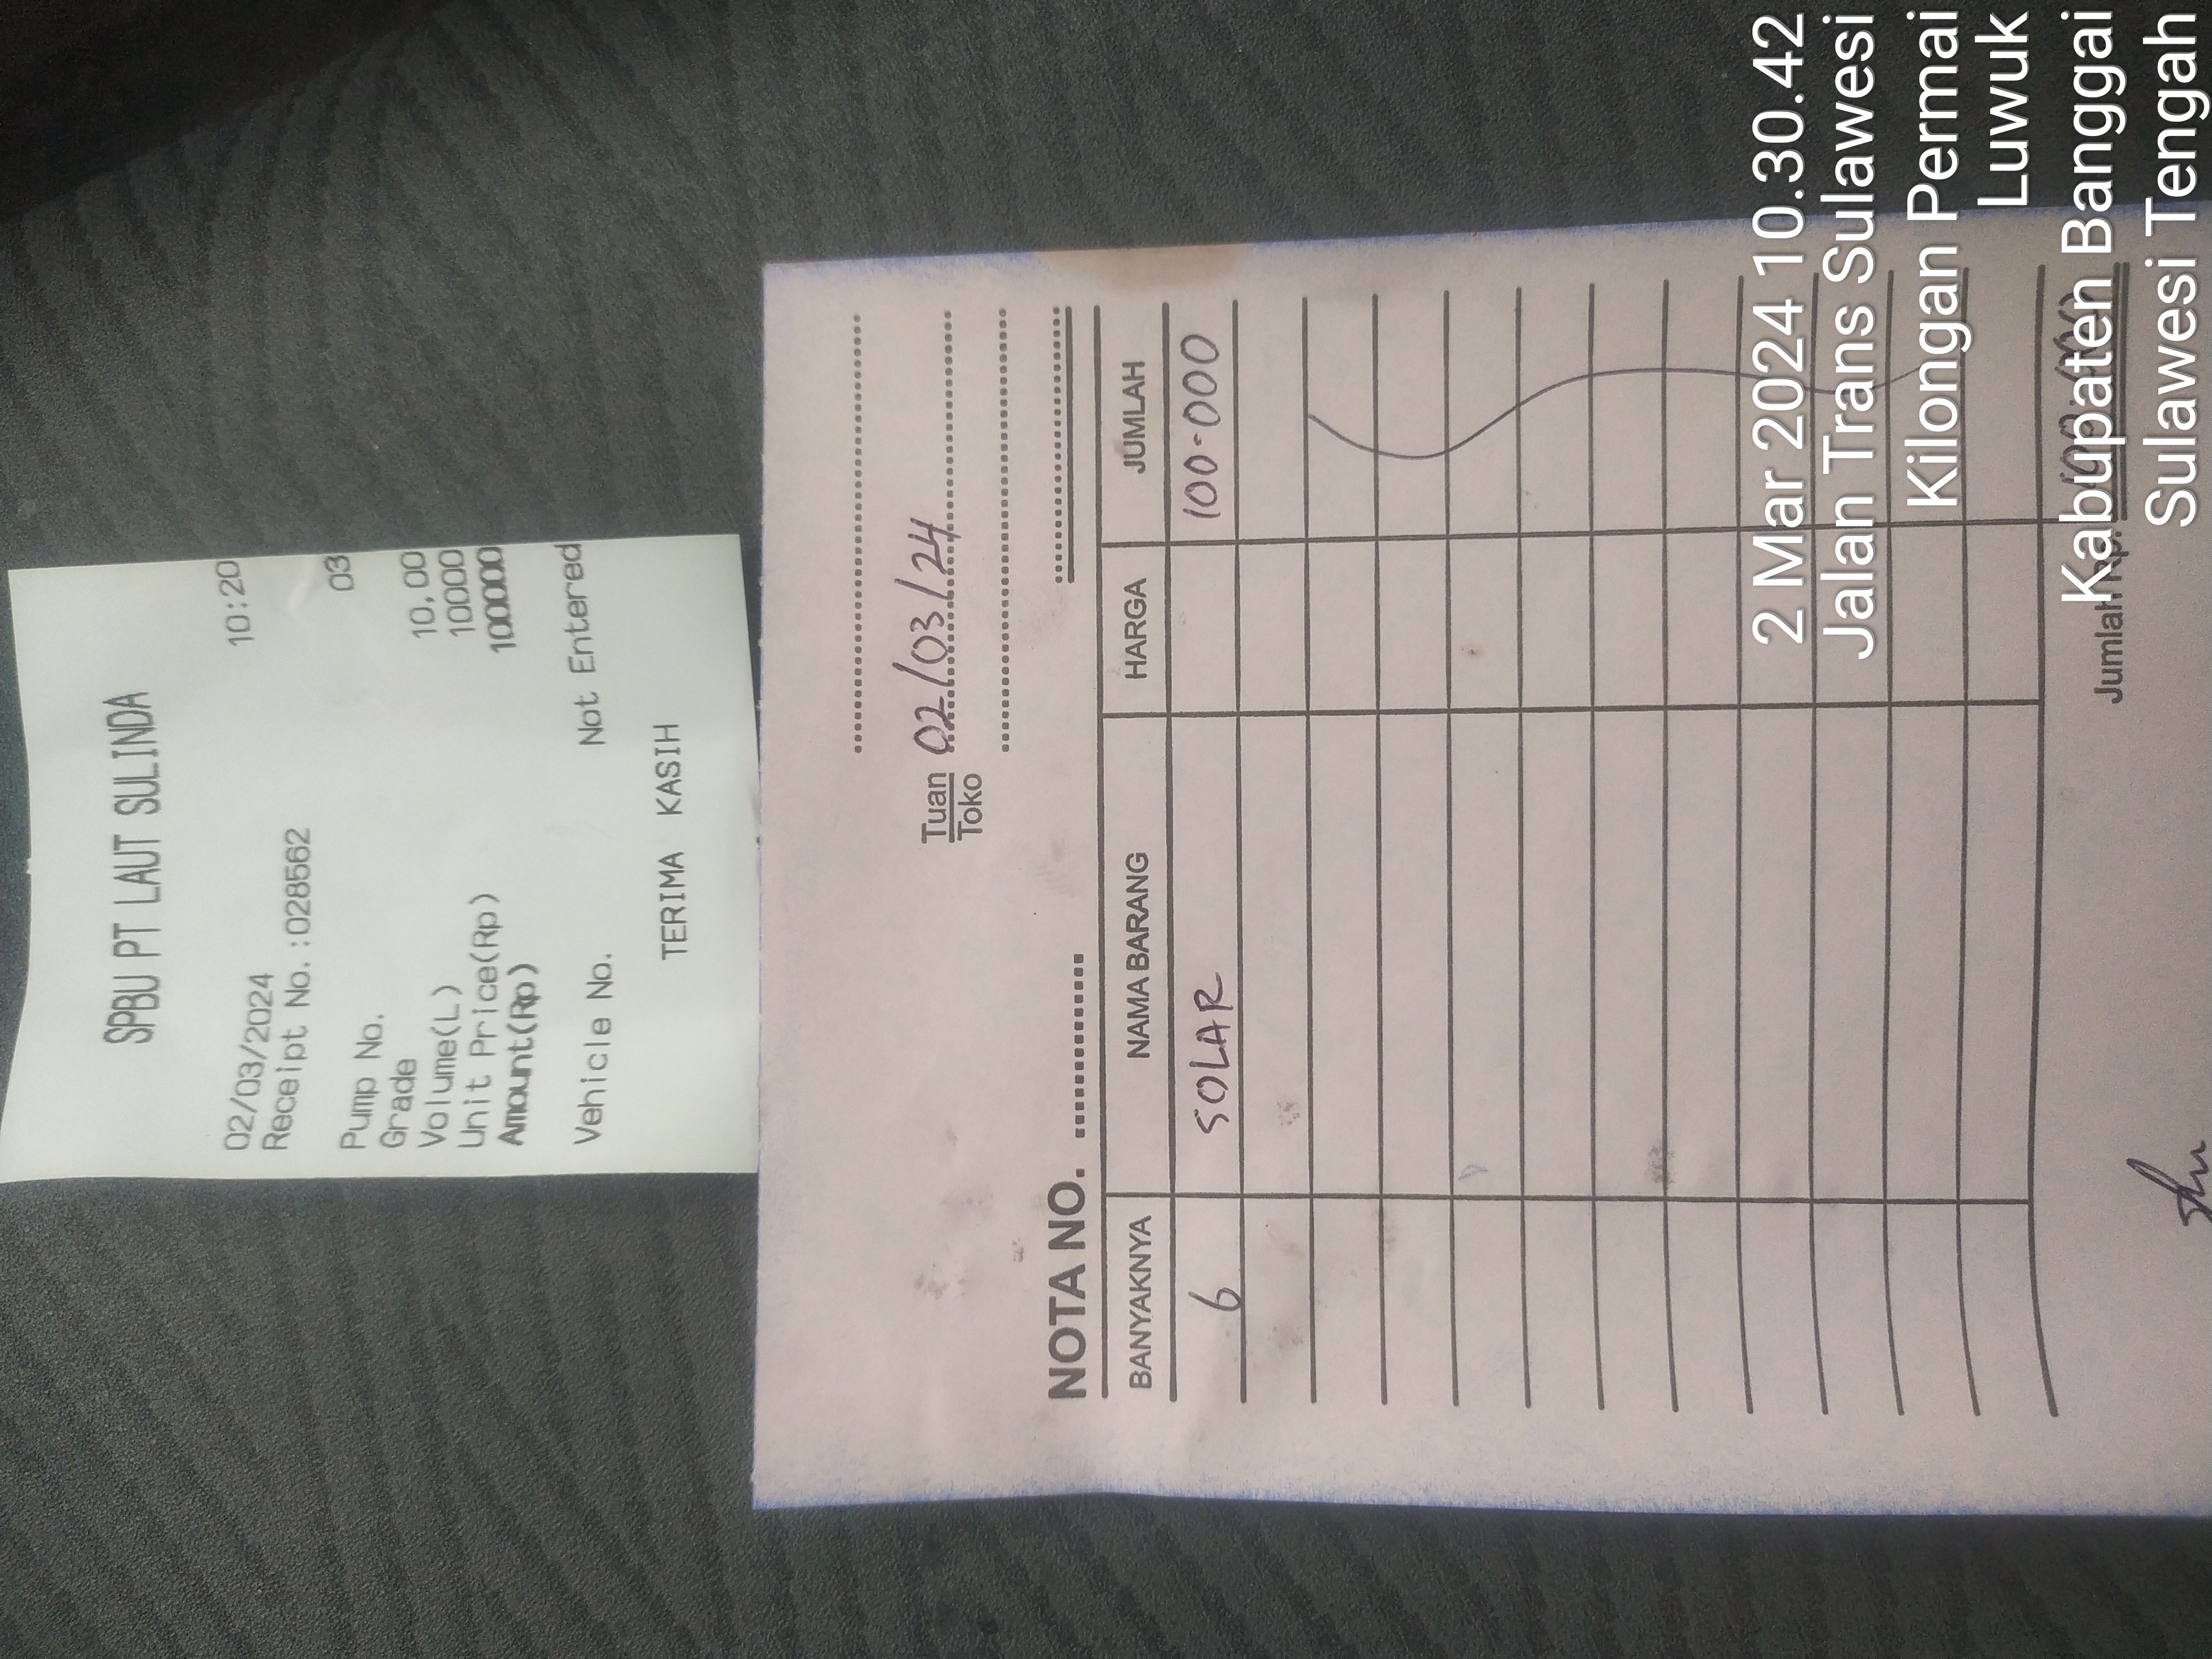 SPBU PT LAUT SULINDA
02/03/2024 10:20
Receipt No.:028562
Pump No. 03
Grade
Volume(L) 10,00
Unit Price(Rp) 10000
Amount(Rp) 100000
Vehicle No. Not Entered
TERIMA KASIH
Tuan 02/03/24
Toko
NOTA NO.
BANYAKNYA NAMA BARANG HARGA JUMLAH
6 SOLAR 100.000
Jumlah Rp.
2 Mar 2024 10.30.42
Jalan Trans Sulawesi
Kilongan Permai
Luwuk
Kabupaten Banggai
Sulawesi Tengah